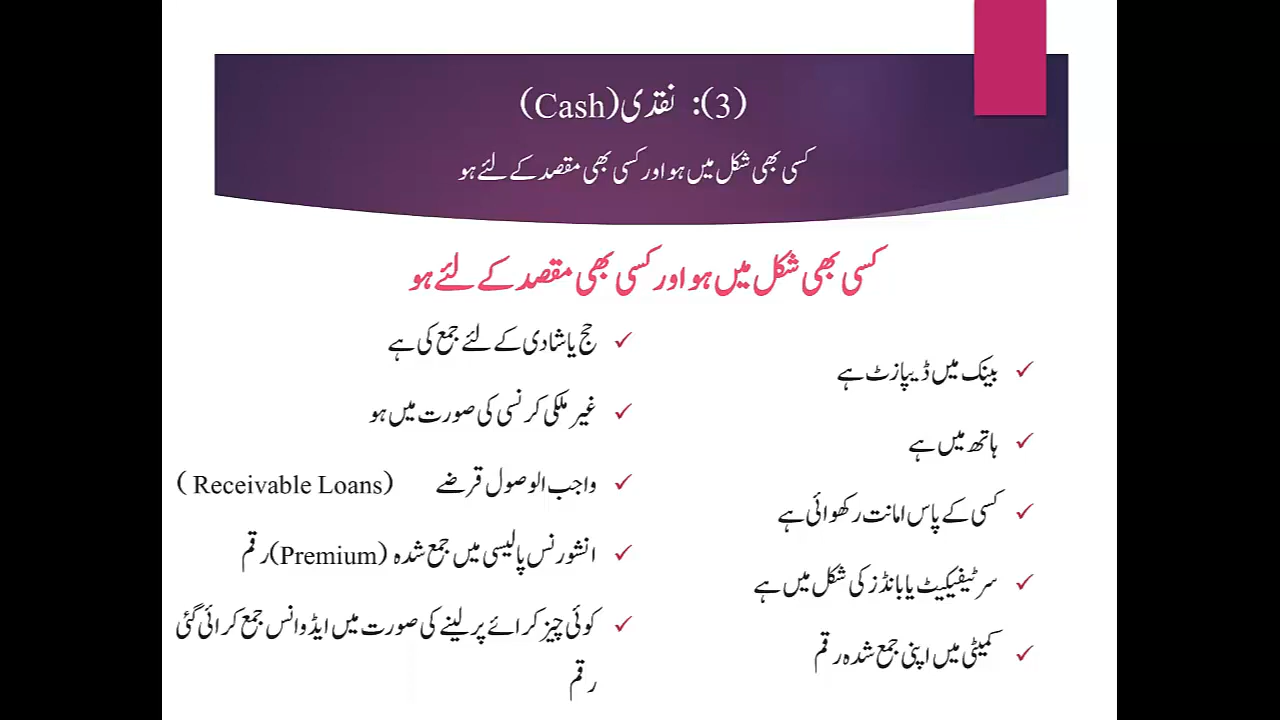 (3): نقدی (Cash)
کسی بھی شکل میں ہو اور کسی بھی مقصد کے لئے ہو
کسی بھی شکل میں ہو اور کسی بھی مقصد کے لئے ہو
بینک میں ڈیپازٹ ہے
ہاتھ میں ہے
کسی کے پاس امانت رکھوائی ہے
سرٹیفیکیٹ یا بانڈز کی شکل میں ہے
کمیٹی میں اپنی جمع شدہ رقم
حج یا شادی کے لئے جمع کی ہے
غیر ملکی کرنسی کی صورت میں ہو
واجب الوصول قرضے (Receivable Loans)
انشورنس پالیسی میں جمع شدہ (Premium) رقم
کوئی چیز کرائے پر لینے کی صورت میں ایڈوانس جمع کرائی گئی
رقم